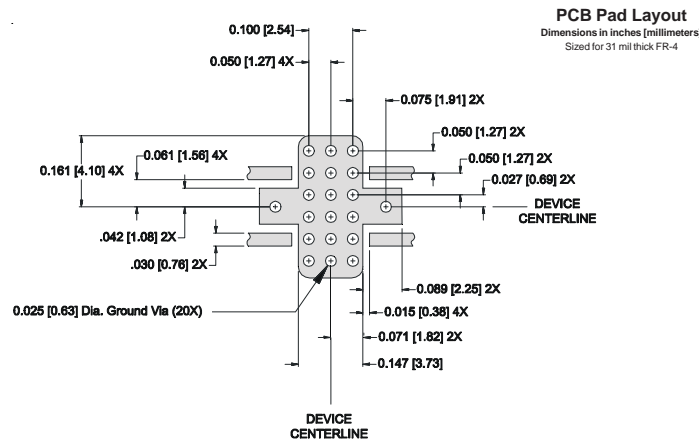 PCB Pad Layout
Dimensions in inches [millimeters
Sized for 31 mil thick FR-4
0.100 [2.54]
0.050 [1.27] 4X
0.075 [1.91] 2X
0.050 [1.27] 2X
0.061 [1.56] 4X
0.050 [1.27] 2X
0.161 [4.10] 4X
0.027 [0.69] 2X
DEVICE
CENTERLINE
.042 [1.08] 2X
.030 [0.76] 2X
0.089 [2.25] 2X
0.025 [0.63] Dia. Ground Via (20X)
0.015 [0.38] 4X
0.071 [1.82] 2X
0.147 [3.73]
DEVICE
CENTERLINE